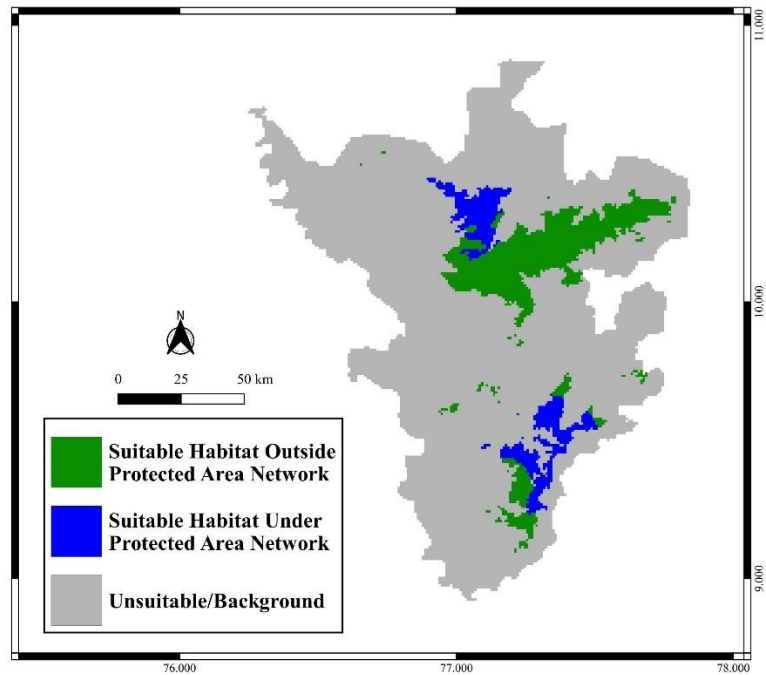 11.000
10.000
N
0 25 50 km
Suitable Habitat Outside
Protected Area Network
Suitable Habitat Under
Protected Area Network
Unsuitable/Background
9.000
76.000 77.000 78.000